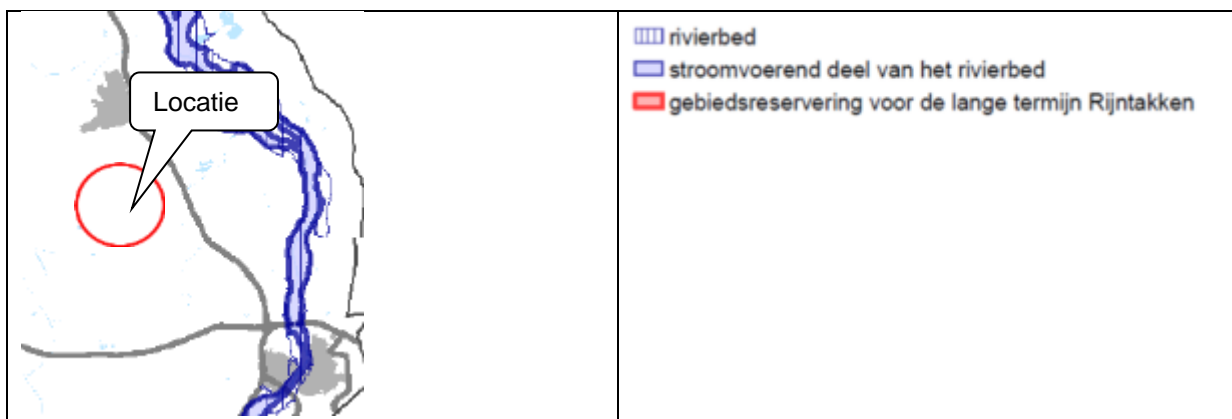 Locatie
rivierbed
stroomvoerend deel van het rivierbed
gebiedsreservering voor de lange termijn Rijntakken